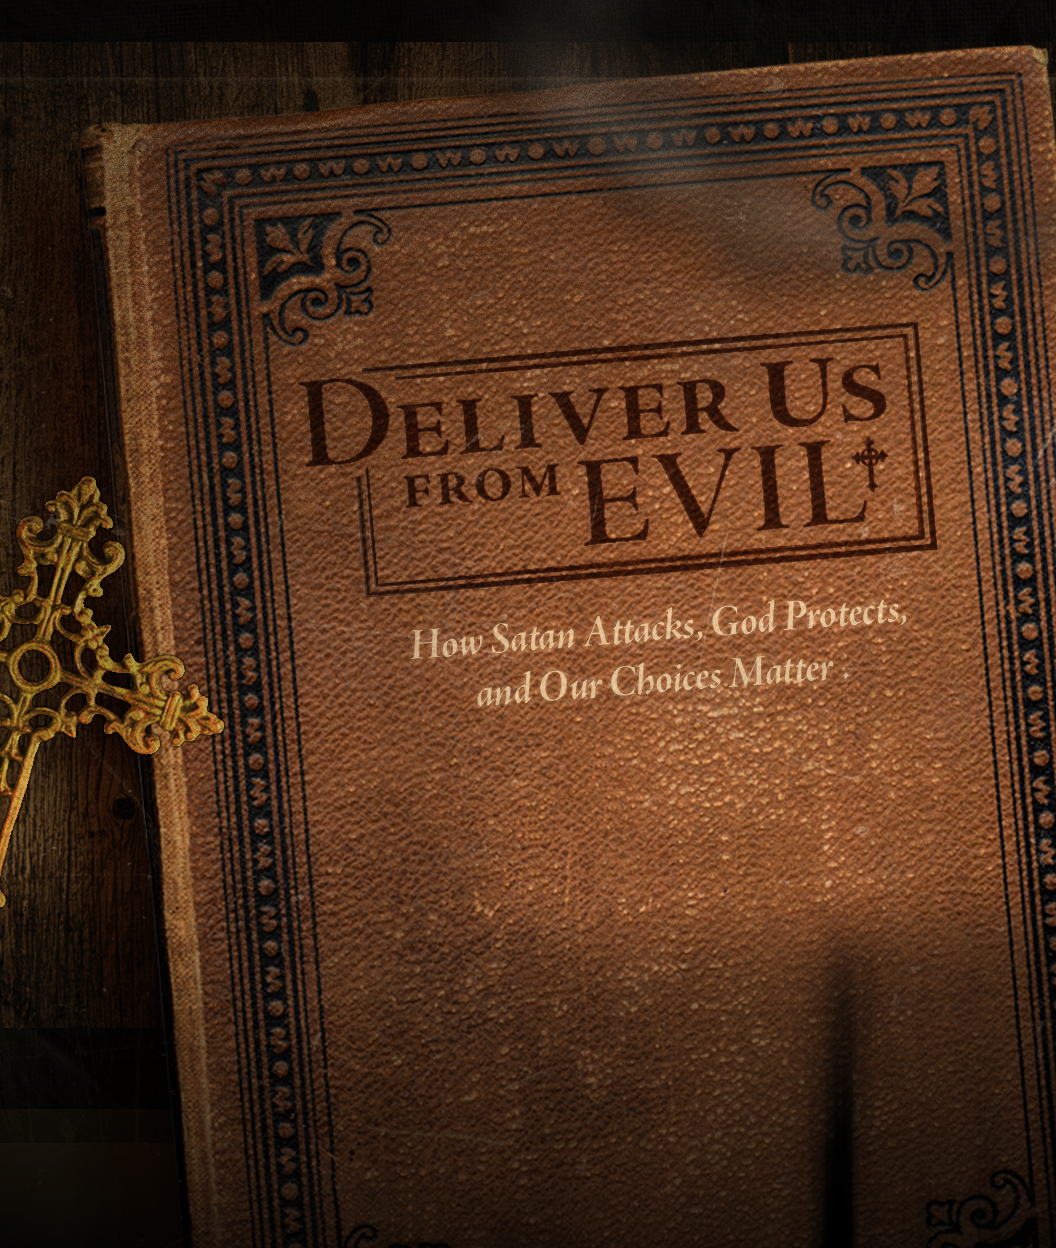 DELIVER US
FROM EVIL
How Satan Attacks, God Protects,
and Our Choices Matter .